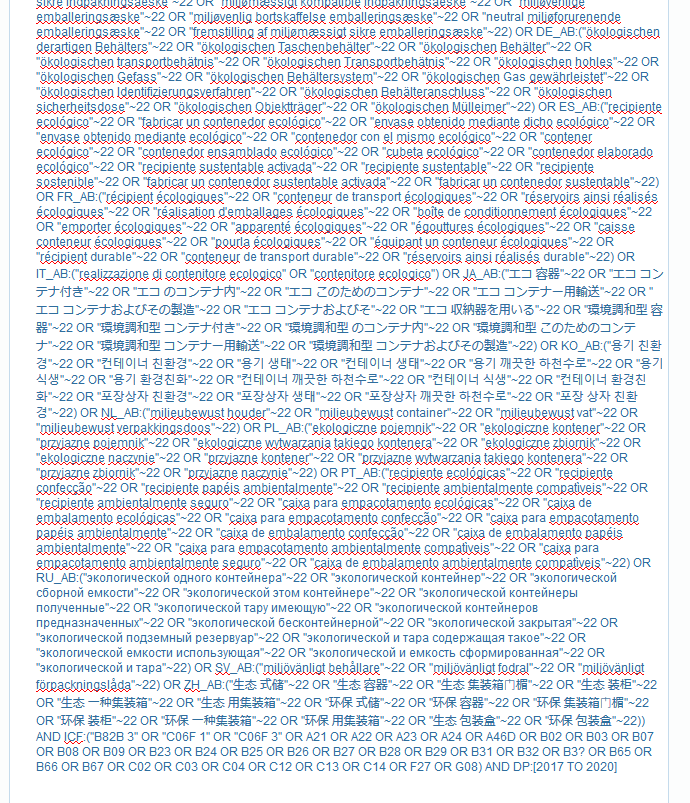 sikre indpakningsæske"~22 OR "miljømæssigt kompatible indpakningsæske"~22 OR "miljøvenlige
emballeringsæske"~22 OR "miljøvenlig bortskaffelse emballeringsæske"~22 OR "neutral miljøforurenende
emballeringsæske"~22 OR "fremstilling af miljømæssigt sikre emballeringsæske"~22) OR DE_AB:("ökologischen
derartigen Behälters"~22 OR "ökologischen Taschenbehälter"~22 OR "ökologischen Behälter"~22 OR
"ökologischen transportbehätnis"~22 OR "ökologischen Transportbehätnis"~22 OR "ökologischen hohles"~22 OR
"ökologischen Gefass"~22 OR "ökologischen Behältersystem"~22 OR "ökologischen Gas gewährleistet"~22 OR
"ökologischen Identifizierungsverfahren"~22 OR "ökologischen Behälteranschluss"~22 OR "ökologischen
sicherheitsdose"~22 OR "ökologischen Objektträger"~22 OR "ökologischen Mülleimer"~22) OR ES_AB:("recipiente
ecológico"~22 OR "fabricar un contenedor ecológico"~22 OR "envase obtenido mediante dicho ecológico"~22 OR
"envase obtenido mediante ecológico"~22 OR "contenedor con el mismo ecológico"~22 OR "contener
ecológico"~22 OR "contenedor ensamblado ecológico"~22 OR "cubeta ecológico"~22 OR "contenedor elaborado
ecológico"~22 OR "recipiente sustentable activada"~22 OR "recipiente sustentable"~22 OR "recipiente
sostenible"~22 OR "fabricar un contenedor sustentable activada"~22 OR "fabricar un contenedor sustentable"~22)
OR FR_AB:("récipient écologiques"~22 OR "conteneur de transport écologiques"~22 OR "réservoirs ainsi réalisés
écologiques"~22 OR "réalisation d'emballages écologiques"~22 OR "boîte de conditionnement écologiques"~22
OR "emporter écologiques"~22 OR "apparenté écologiques"~22 OR "égouttures écologiques"~22 OR "caisse
conteneur écologiques"~22 OR "pourla écologiques"~22 OR "équipant un conteneur écologiques"~22 OR
"récipient durable"~22 OR "conteneur de transport durable"~22 OR "réservoirs ainsi réalisés durable"~22) OR
IT_AB:("realizzazione di contenitore ecologico" OR "contenitore ecologico") OR JA_AB:("エコ 容器"~22 OR "エコ コン
テナ付き"~22 OR "エコ のコンテナ内"~22 OR "エコ このためのコンテナ"~22 OR "エコ コンテナー用輸送"~22 OR
"エコ コンテナおよびその製造"~22 OR "エコ コンテナおよびそ"~22 OR "エコ 収納器を用いる"~22 OR "環境調和型 容
器"~22 OR "環境調和型 コンテナ付き"~22 OR "環境調和型 のコンテナ内"~22 OR "環境調和型 このためのコンテ
ナ"~22 OR "環境調和型 コンテナー用輸送"~22 OR "環境調和型 コンテナおよびその製造"~22) OR KO_AB:("용기 친환
경"~22 OR "컨테이너 친환경"~22 OR "용기 생태"~22 OR "컨테이너 생태"~22 OR "용기 깨끗한 하천수로"~22 OR "용기
식생"~22 OR "용기 환경친화"~22 OR "컨테이너 깨끗한 하천수로"~22 OR "컨테이너 식생"~22 OR "컨테이너 환경친
화"~22 OR "포장상자 친환경"~22 OR "포장상자 생태"~22 OR "포장상자 깨끗한 하천수로"~22 OR "포장 상자 친환
경"~22) OR NL_AB:("milieubewust houder"~22 OR "milieubewust container"~22 OR "milieubewust vat"~22 OR
"milieubewust verpakkingsdoos"~22) OR PL_AB:("ekologiczne pojemnik"~22 OR "ekologiczne kontener"~22 OR
"przyjazne pojemnik"~22 OR "ekologiczne wytwarzania takiego kontenera"~22 OR "ekologiczne zbiornik"~22 OR
"ekologiczne naczynie"~22 OR "przyjazne kontener"~22 OR "przyjazne wytwarzania takiego kontenera"~22 OR
"przyjazne zbiornik"~22 OR "przyjazne naczynie"~22) OR PT_AB:("recipiente ecológicas"~22 OR "recipiente
confecção"~22 OR "recipiente papéis ambientalmente"~22 OR "recipiente ambientalmente compatíveis"~22 OR
"recipiente ambientalmente seguro"~22 OR "caixa para empacotamento ecológicas"~22 OR "caixa de
embalamento ecológicas"~22 OR "caixa para empacotamento confecção"~22 OR "caixa para empacotamento
papéis ambientalmente"~22 OR "caixa de embalamento confecção"~22 OR "caixa de embalamento papéis
ambientalmente"~22 OR "caixa para empacotamento ambientalmente compatíveis"~22 OR "caixa para
empacotamento ambientalmente seguro"~22 OR "caixa de embalamento ambientalmente compatíveis"~22) OR
RU_AB:("экологической одного контейнера"~22 OR "экологической контейнер"~22 OR "экологической
сборной емкости"~22 OR "экологической этом контейнере"~22 OR "экологической контейнеры
полученные"~22 OR "экологической тару имеющую"~22 OR "экологической контейнеров
предназначенных"~22 OR "экологической бесконтейнерной"~22 OR "экологической закрытая"~22 OR
"экологической подземный резервуар"~22 OR "экологической и тара содержащая такое"~22 OR
"экологической емкости использующая"~22 OR "экологической и емкость сформированная"~22 OR
"экологической и тара"~22) OR SV_AB:("miljövänligt behållare"~22 OR "miljövänligt fodral"~22 OR "miljövänligt
förpackningslåda"~22) OR ZH_AB:("生态 式储"~22 OR "生态 容器"~22 OR "生态 集装箱门楣"~22 OR "生态 装柜"~22
OR "生态 一种集装箱"~22 OR "生态 用集装箱"~22 OR "环保 式储"~22 OR "环保 容器"~22 OR "环保 集装箱门楣"~22
OR "环保 装柜"~22 OR "环保 一种集装箱"~22 OR "环保 用集装箱"~22 OR "生态 包装盒"~22 OR "环保 包装盒"~22))
AND ICF:("B82B 3" OR "C06F 1" OR "C06F 3" OR A21 OR A22 OR A23 OR A24 OR A46D OR B02 OR B03 OR B07
OR B08 OR B09 OR B23 OR B24 OR B25 OR B26 OR B27 OR B28 OR B29 OR B31 OR B32 OR B3? OR B65 OR
B66 OR B67 OR C02 OR C03 OR C04 OR C12 OR C13 OR C14 OR F27 OR G08) AND DP:[2017 TO 2020]